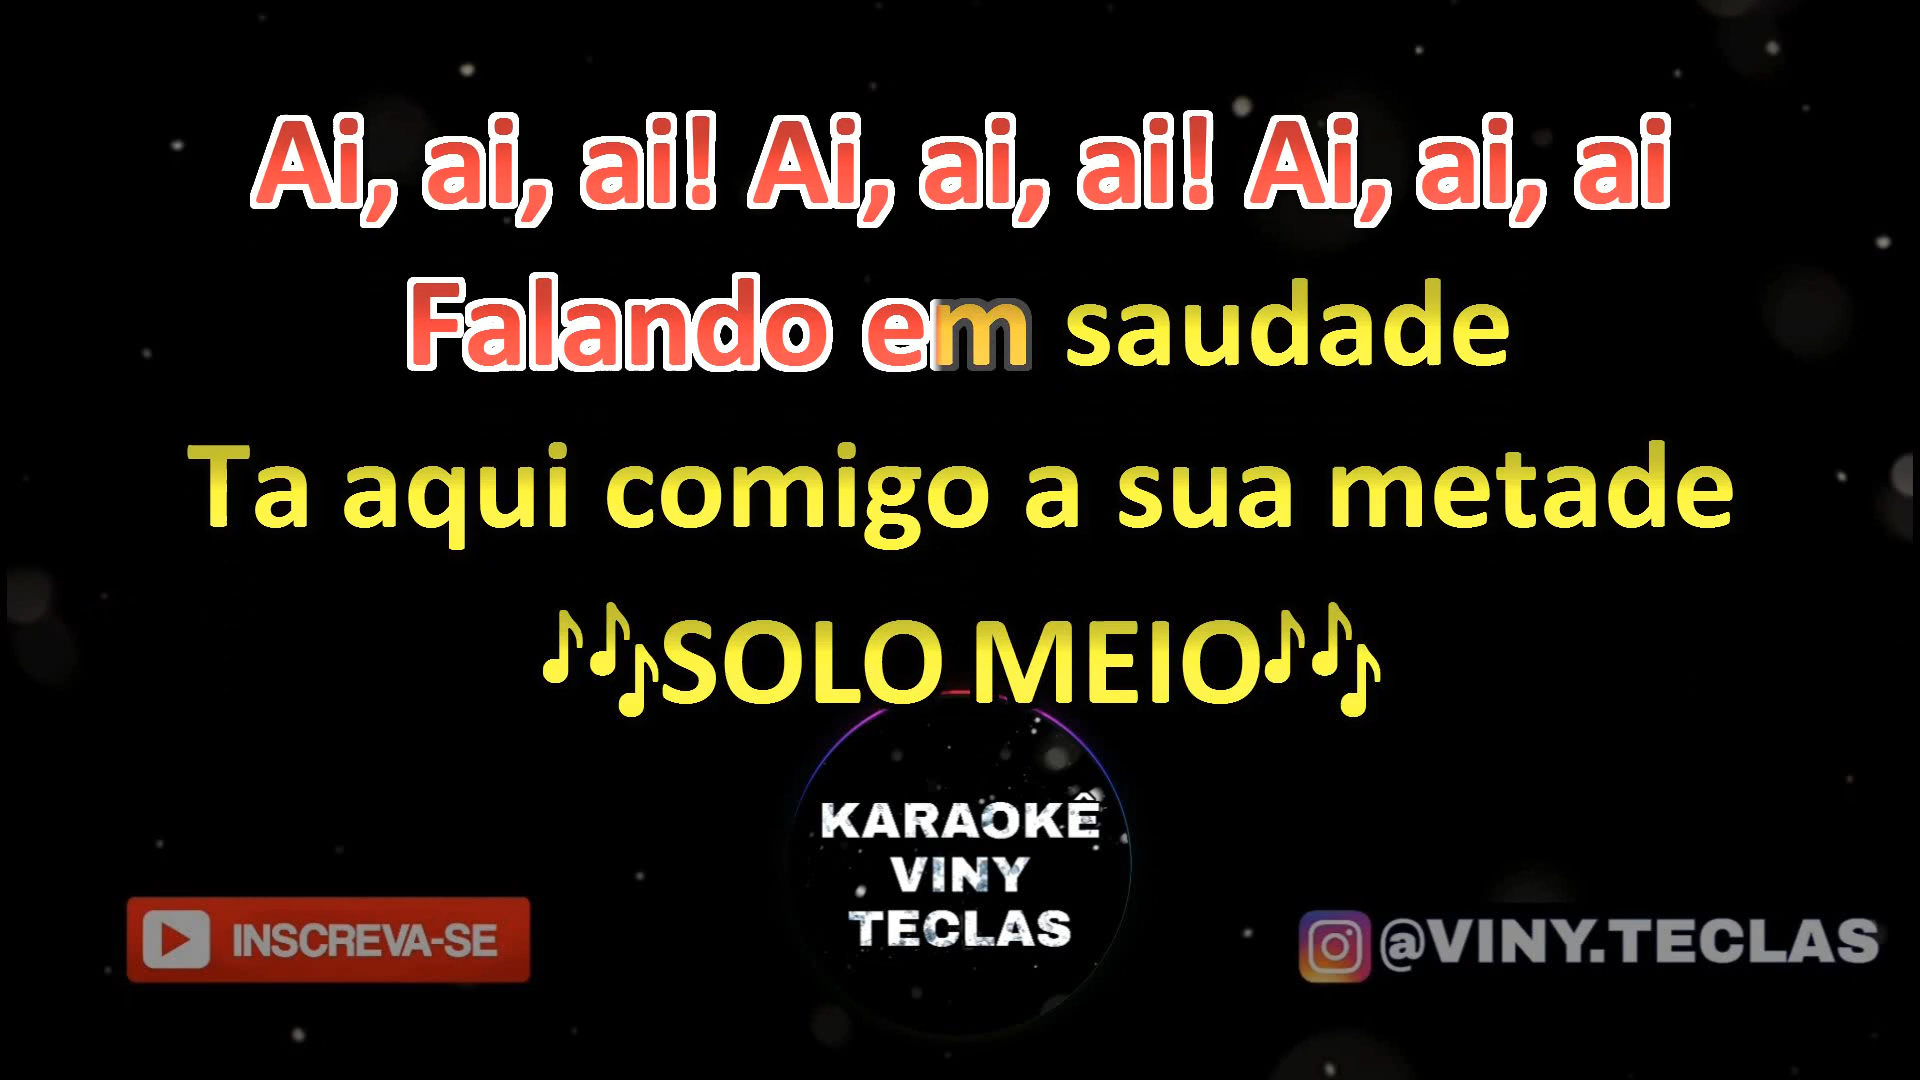 Ai, ai, ai! Ai, ai, ai! Ai, ai, ai
Falando em saudade
Ta aqui comigo a sua metade
🎶SOLO MEIO🎶
KARAOKÊ
VINY
TECLAS
INSCREVA-SE
@VINY.TECLAS